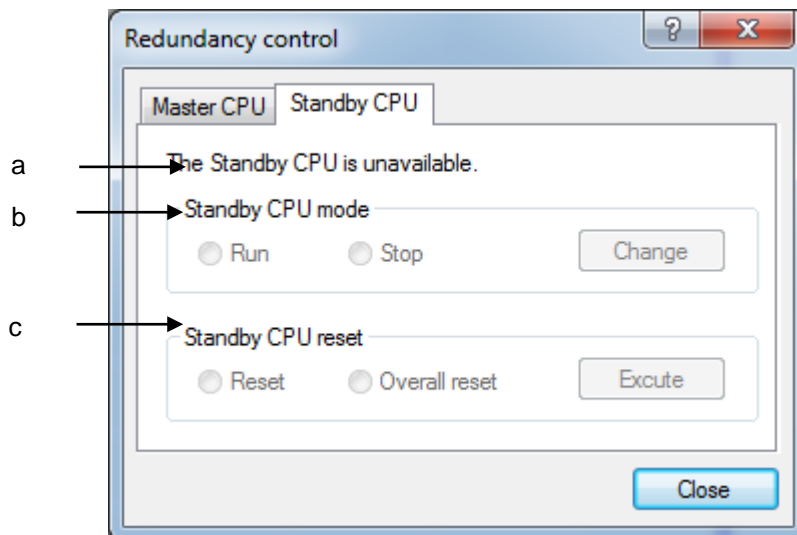 Redundancy control
?
X
Master CPU Standby CPU
a
The Standby CPU is unavailable.
b
Standby CPU mode
Run Stop Change
c
Standby CPU reset
Reset Overall reset Excute
Close